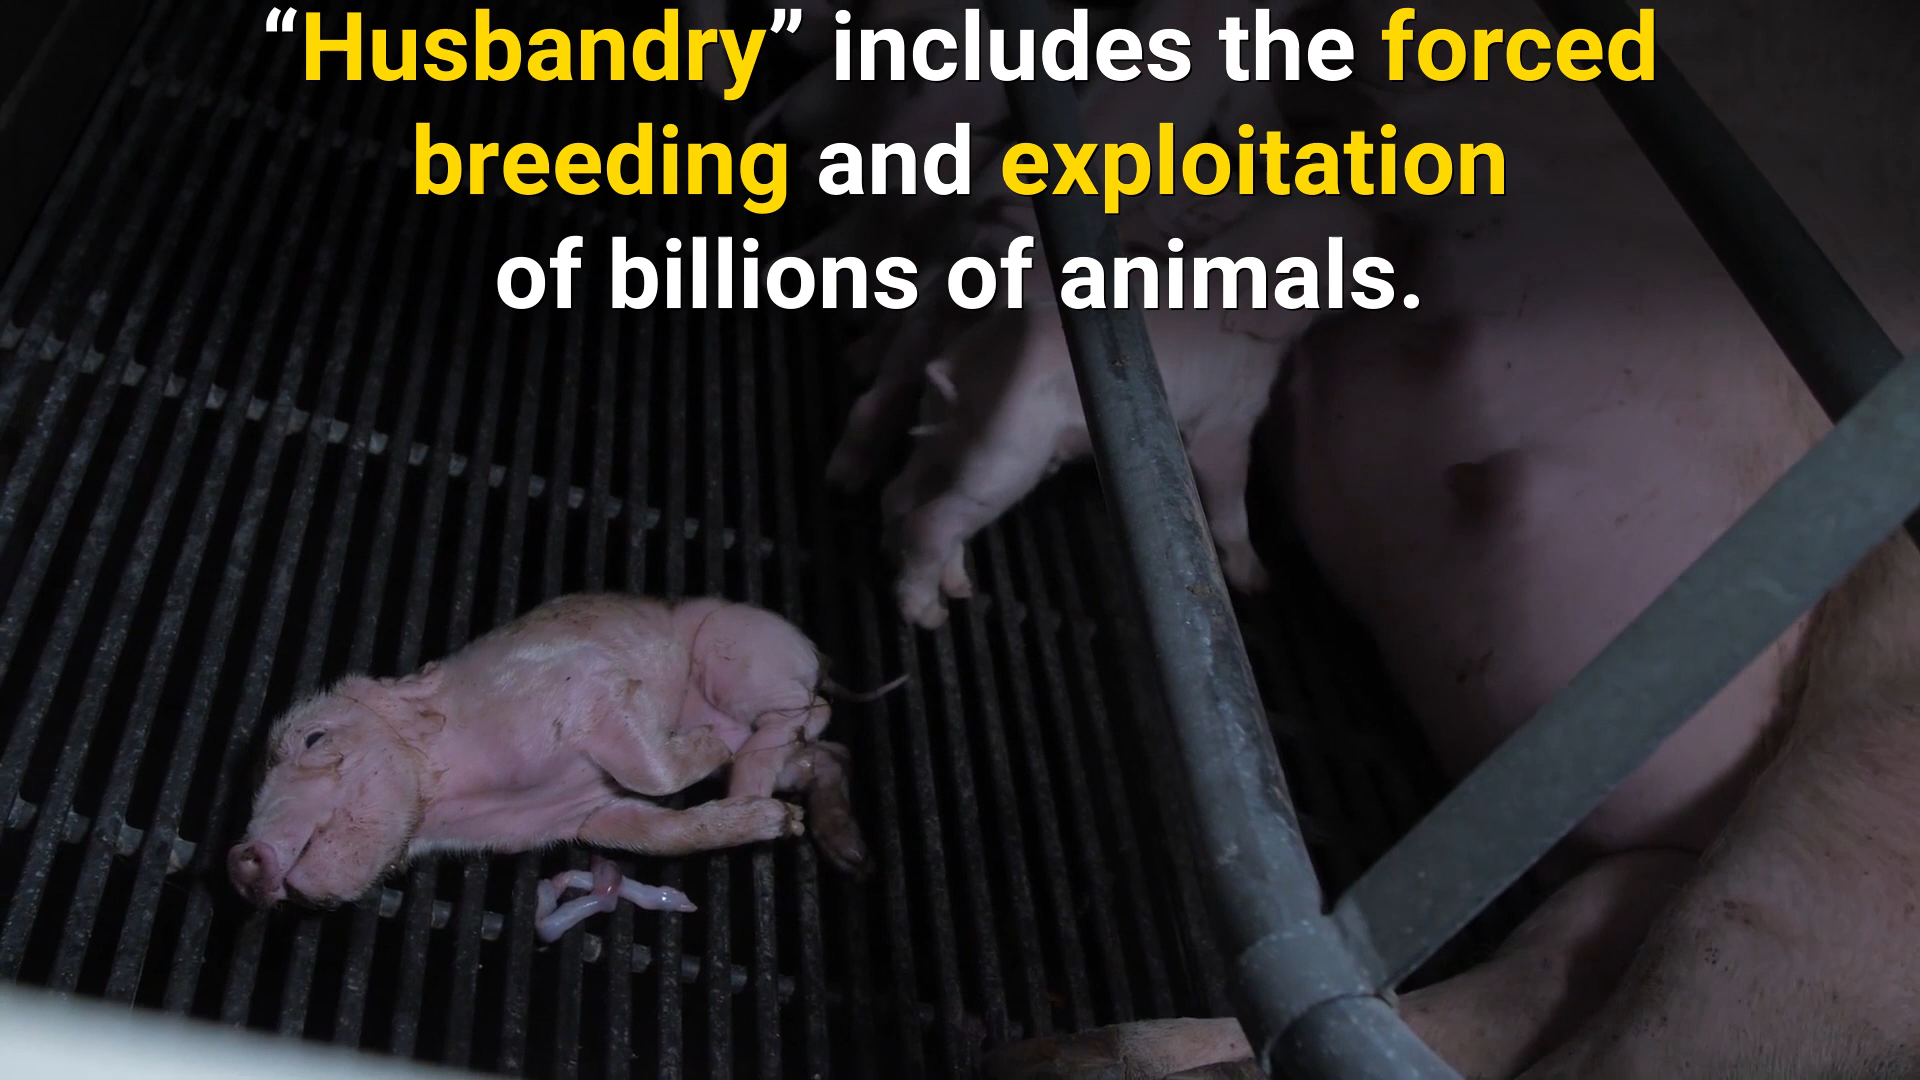 “Husbandry” includes the forced
breeding and exploitation
of billions of animals.